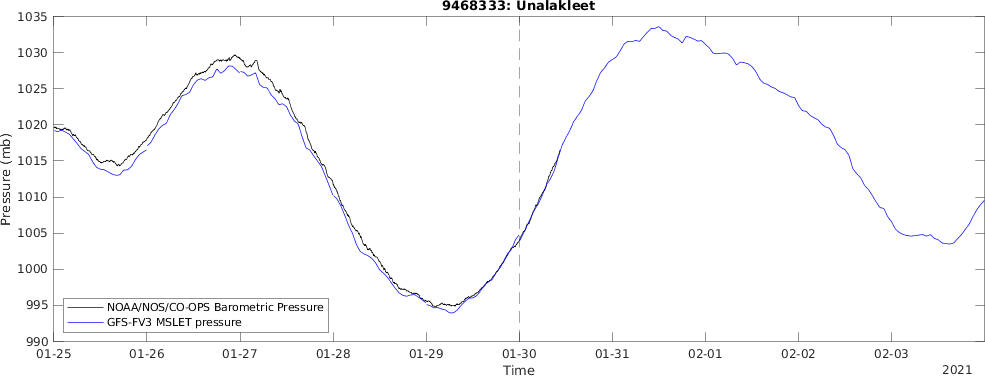 9468333: Unalakleet
Pressure (mb)
1035
1030
1025
1020
1015
1010
1005
1000
995
990
NOAA/NOS/CO-OPS Barometric Pressure
GFS-FV3 MSLET pressure
01-25 01-26 01-27 01-28 01-29 01-30 01-31 02-01 02-02 02-03
Time
2021